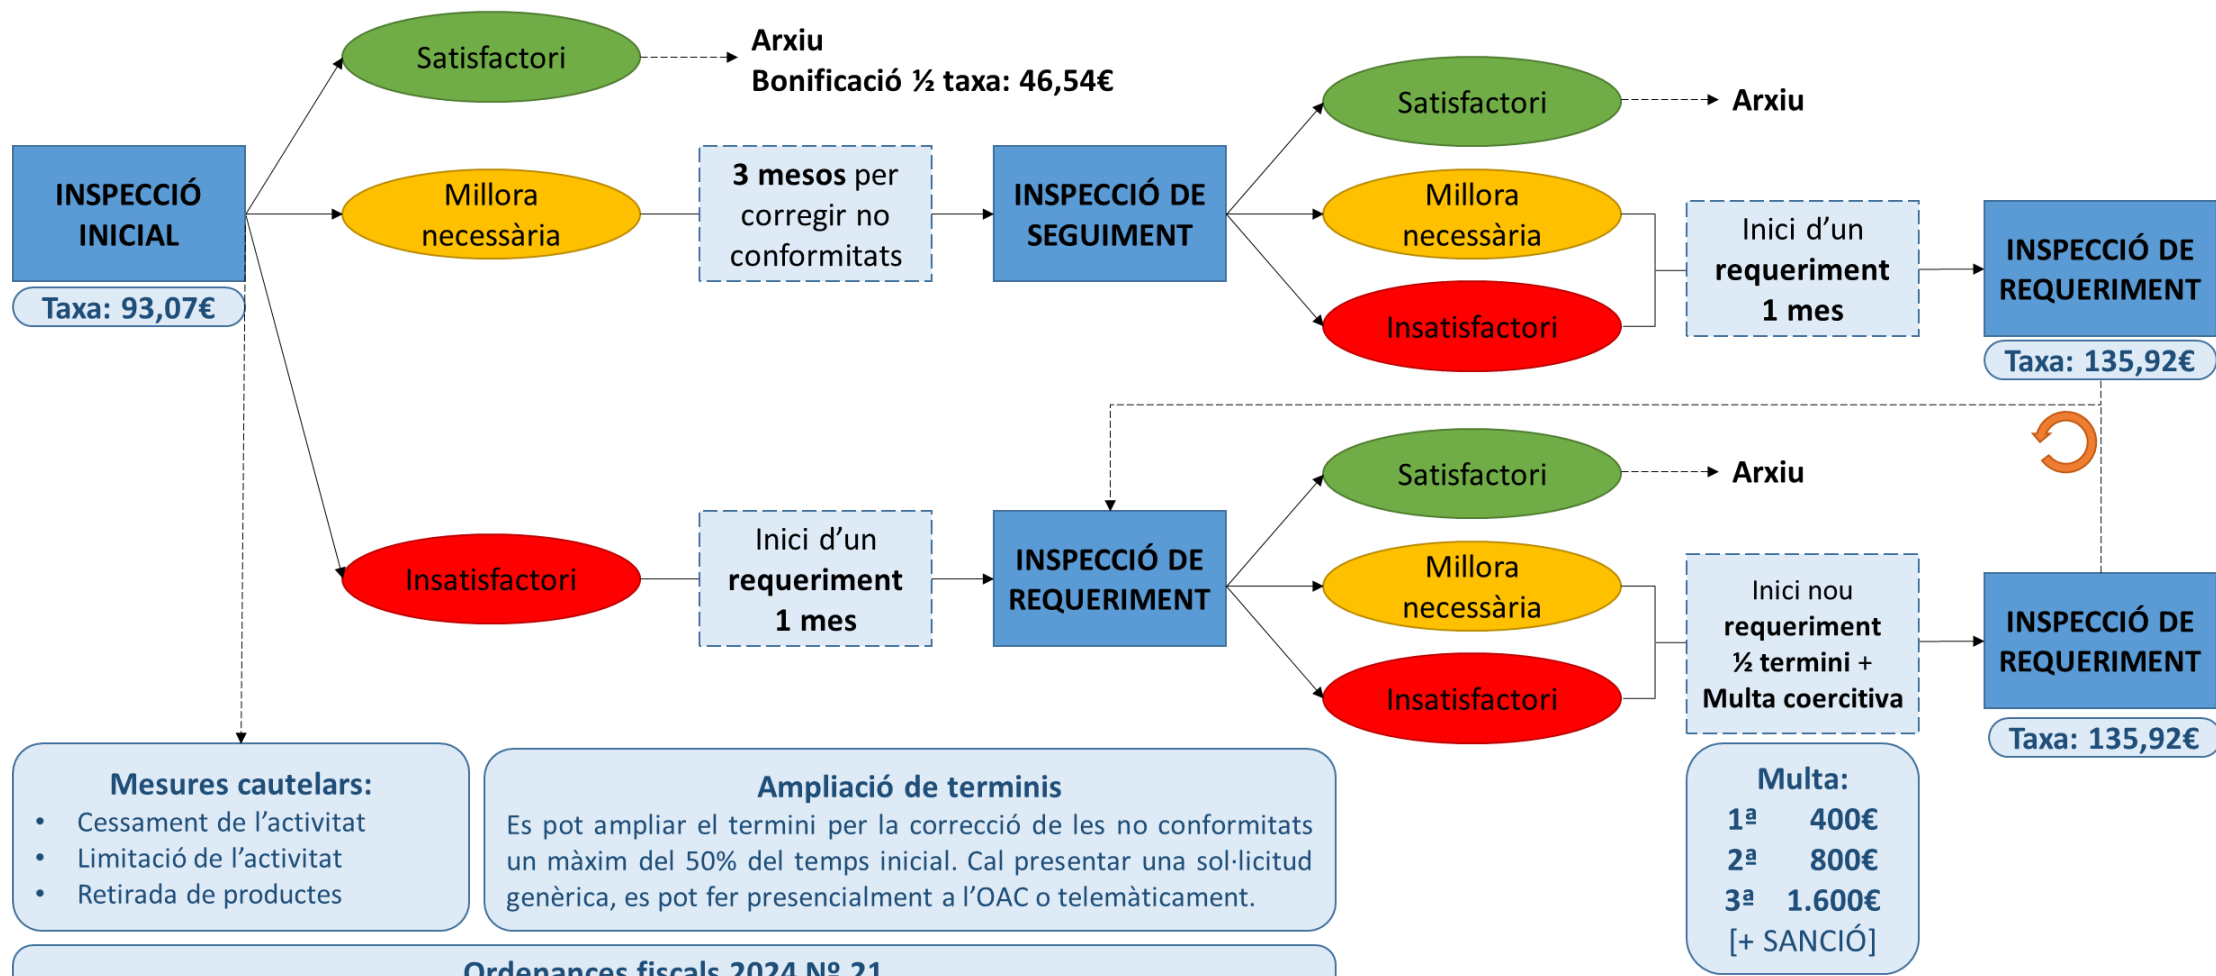 Satisfactori
Arxiu
Bonificació ½ taxa: 46,54€
INSPECCIÓ
INICIAL
Taxa: 93,07€
Millora
necessària
3 mesos per
corregir no
conformitats
INSPECCIÓ DE
SEGUIMENT
Satisfactori
Arxiu
Millora
necessària
Insatisfactori
Inici d’un
requeriment
1 mes
INSPECCIÓ DE
REQUERIMENT
Taxa: 135,92€
Insatisfactori
Inici d’un
requeriment
1 mes
INSPECCIÓ DE
REQUERIMENT
Satisfactori
Arxiu
Millora
necessària
Insatisfactori
Inici nou
requeriment
½ termini +
Multa coercitiva
INSPECCIÓ DE
REQUERIMENT
Taxa: 135,92€
Mesures cautelars:
• Cessament de l’activitat
• Limitació de l’activitat
• Retirada de productes
Ampliació de terminis
Es pot ampliar el termini per la correcció de les no conformitats
un màxim del 50% del temps inicial. Cal presentar una sol·licitud
genèrica, es pot fer presencialment a l’OAC o telemàticament.
Multa:
1ª 400€
2ª 800€
3ª 1.600€
[+ SANCIÓ]
Ordenances fiscals 2024 Nº 21